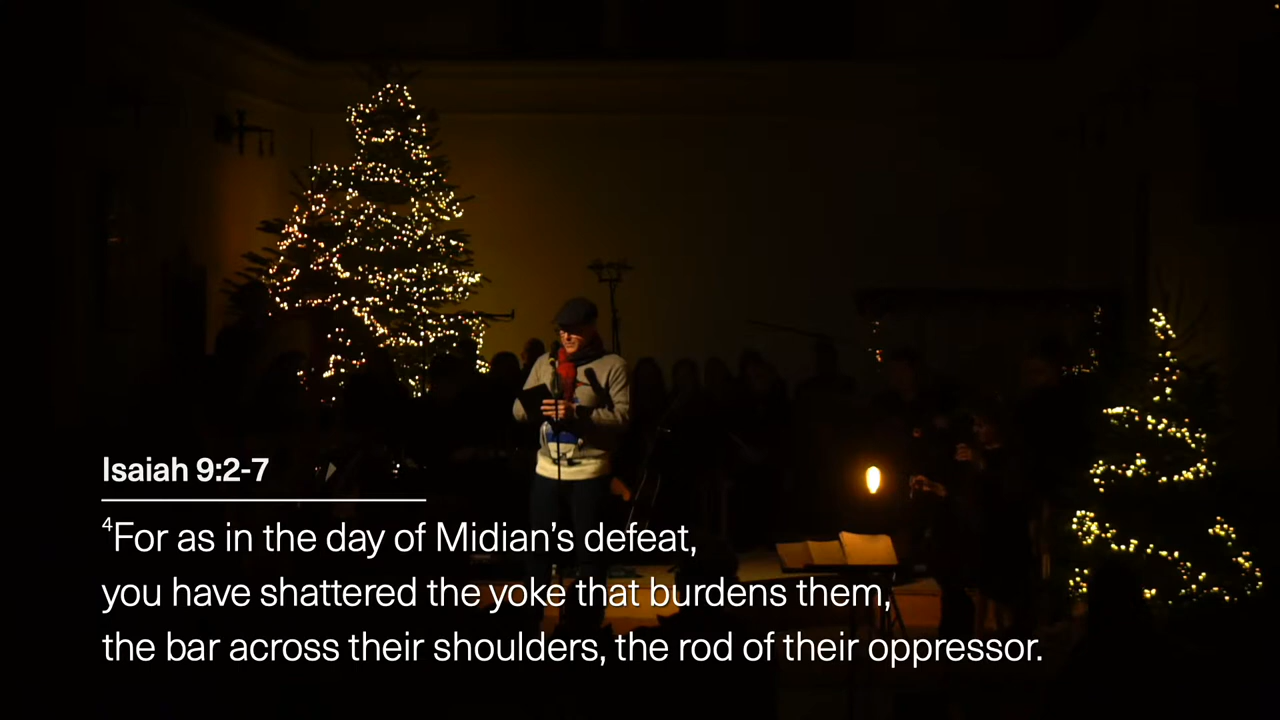 Isaiah 9:2-7
⁴For as in the day of Midian’s defeat,
you have shattered the yoke that burdens them,
the bar across their shoulders, the rod of their oppressor.